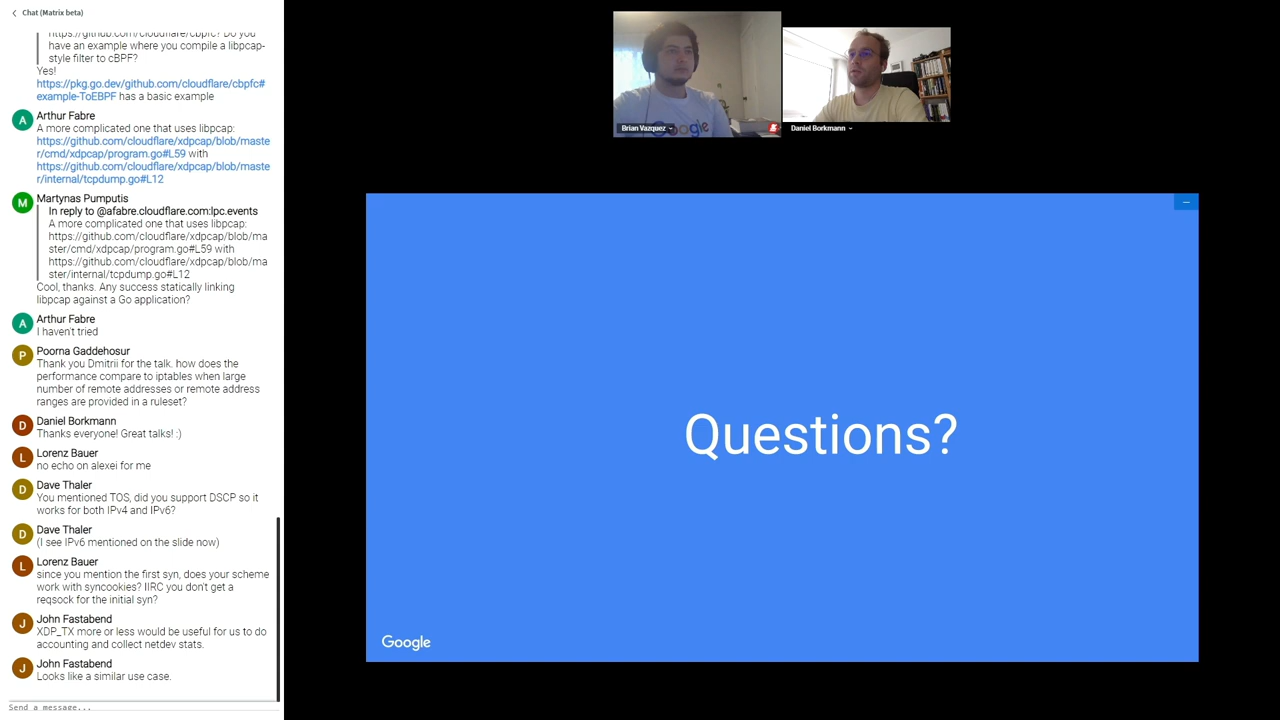 Chat (Matrix beta)
https://github.com/cloudflare/cbpfc? Do you
have an example where you compile a libpcap-
style filter to cBPF?
Yes!
https://pkg.go.dev/github.com/cloudflare/cbpfc#
example-ToEBPF has a basic example
A
Arthur Fabre
A more complicated one that uses libpcap:
https://github.com/cloudflare/xdpcap/blob/maste
r/cmd/xdpcap/program.go#L59 with
https://github.com/cloudflare/xdpcap/blob/maste
r/internal/tcpdump.go#L12
M
Martynas Pumputis
In reply to @afabre.cloudflare.com:lpc.events
A more complicated one that uses libpcap:
https://github.com/cloudflare/xdpcap/blob/ma
ster/cmd/xdpcap/program.go#L59 with
https://github.com/cloudflare/xdpcap/blob/ma
ster/internal/tcpdump.go#L12
Cool, thanks. Any success statically linking
libpcap against a Go application?
A
Arthur Fabre
I haven't tried
P
Poorna Gaddehosur
Thank you Dmitrii for the talk. how does the
performance compare to iptables when large
number of remote addresses or remote address
ranges are provided in a ruleset?
D
Daniel Borkmann
Thanks everyone! Great talks! :)
L
Lorenz Bauer
no echo on alexei for me
D
Dave Thaler
You mentioned TOS, did you support DSCP so it
works for both IPv4 and IPv6?
D
Dave Thaler
(I see IPv6 mentioned on the slide now)
L
Lorenz Bauer
since you mention the first syn, does your scheme
work with syncookies? IIRC you don't get a
reqsock for the initial syn?
J
John Fastabend
XDP_TX more or less would be useful for us to do
accounting and collect netdev stats.
J
John Fastabend
Looks like a similar use case.
Send a message...
Google
Brian Vazquez
Daniel Borkmann
Questions?
Google